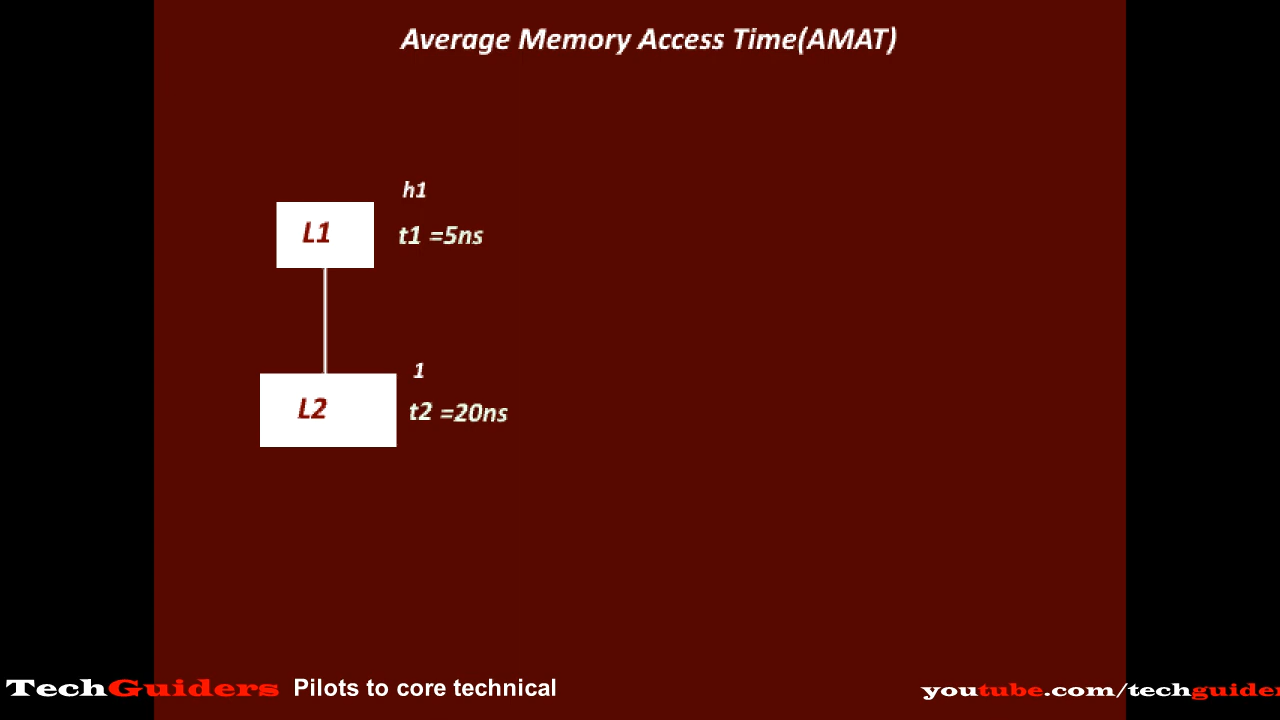 Average Memory Access Time(AMAT)
h1
L1
t1 =5ns
1
L2
t2 =20ns
TechGuiders Pilots to core technical
youtube.com/techguider